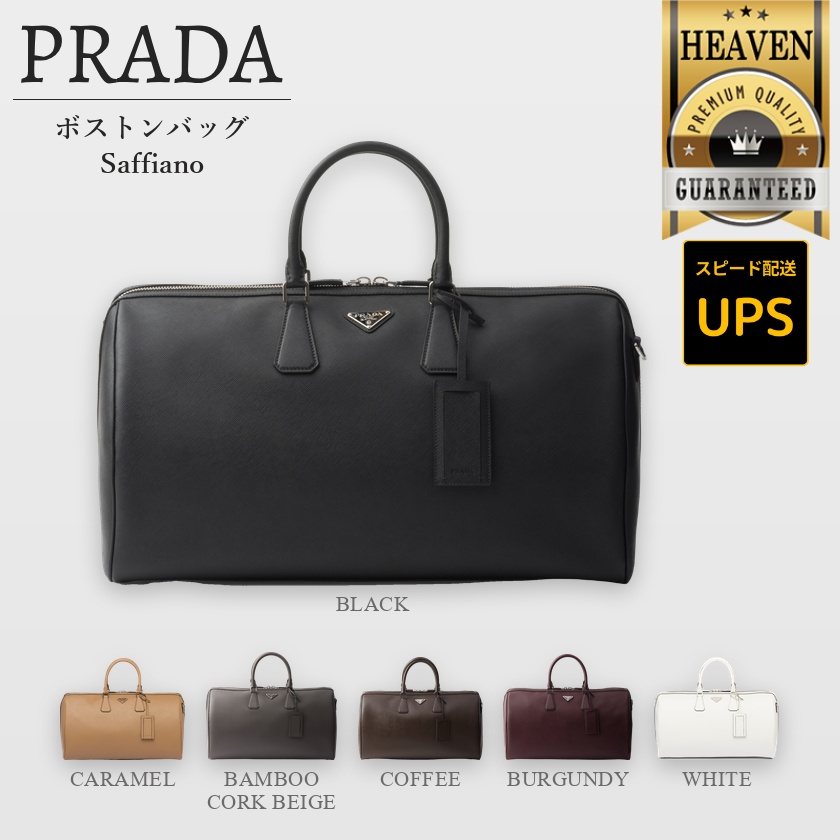 PRADA
ボストンバッグ
Saffiano
HEAVEN
PREMIUM QUALITY
GUARANTEED
スピード配送
UPS
PRADA
BLACK
CARAMEL
BAMBOO
CORK BEIGE
COFFEE
BURGUNDY
WHITE